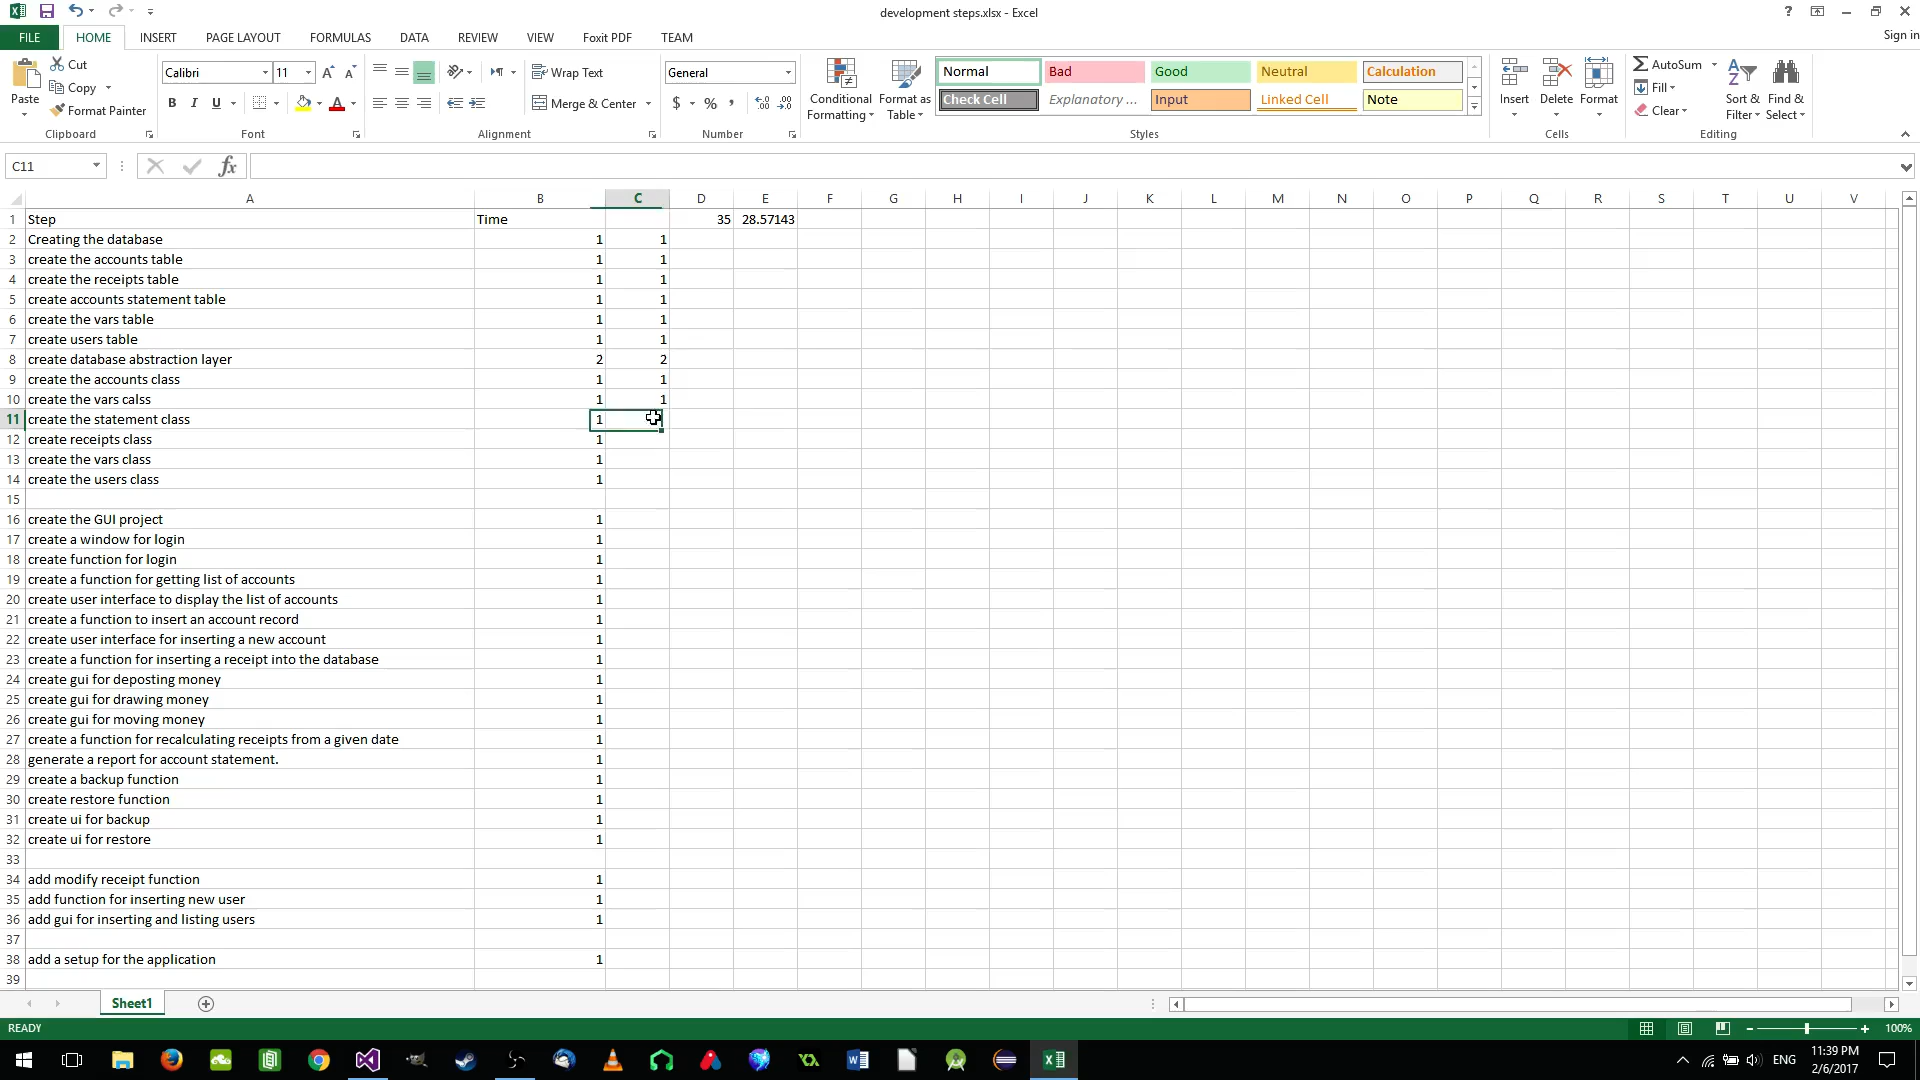 development steps.xlsx - Excel
?
FILE HOME INSERT PAGE LAYOUT FORMULAS DATA REVIEW VIEW Foxit PDF TEAM Sign in
Paste
Cut
Copy
Format Painter
Clipboard
Calibri 11
B I U A
Font
Wrap Text
Merge & Center
Alignment
General
$ % ,
Number
Conditional Formatting
Format as Table
Normal Bad Good Neutral Calculation
Check Cell Explanatory ... Input Linked Cell Note
Styles
Insert Delete Format
Cells
AutoSum
Fill
Clear
Sort & Filter
Find & Select
Editing
C11 fx
A B C D E F G H I J K L M N O P Q R S T U V
1 Step Time 35 28.57143
2 Creating the database 1 1
3 create the accounts table 1 1
4 create the receipts table 1 1
5 create accounts statement table 1 1
6 create the vars table 1 1
7 create users table 1 1
8 create database abstraction layer 2 2
9 create the accounts class 1 1
10 create the vars calss 1 1
11 create the statement class 1
12 create receipts class 1
13 create the vars class 1
14 create the users class 1
15
16 create the GUI project 1
17 create a window for login 1
18 create function for login 1
19 create a function for getting list of accounts 1
20 create user interface to display the list of accounts 1
21 create a function to insert an account record 1
22 create user interface for inserting a new account 1
23 create a function for inserting a receipt into the database 1
24 create gui for deposting money 1
25 create gui for drawing money 1
26 create gui for moving money 1
27 create a function for recalculating receipts from a given date 1
28 generate a report for account statement. 1
29 create a backup function 1
30 create restore function 1
31 create ui for backup 1
32 create ui for restore 1
33
34 add modify receipt function 1
35 add function for inserting new user 1
36 add gui for inserting and listing users 1
37
38 add a setup for the application 1
39
Sheet1
READY 100%
ENG 11:39 PM
2/6/2017